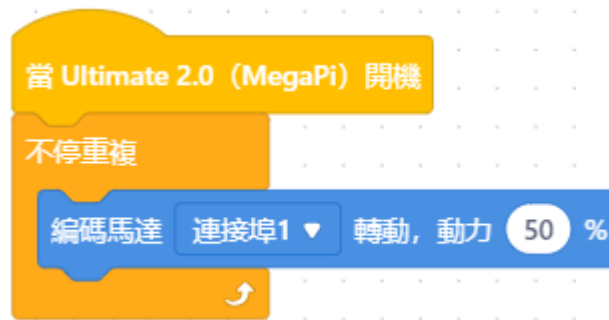 當 Ultimate 2.0（MegaPi）開機
不停重複
編碼馬達 連接埠1 ▼ 轉動，動力 50 %